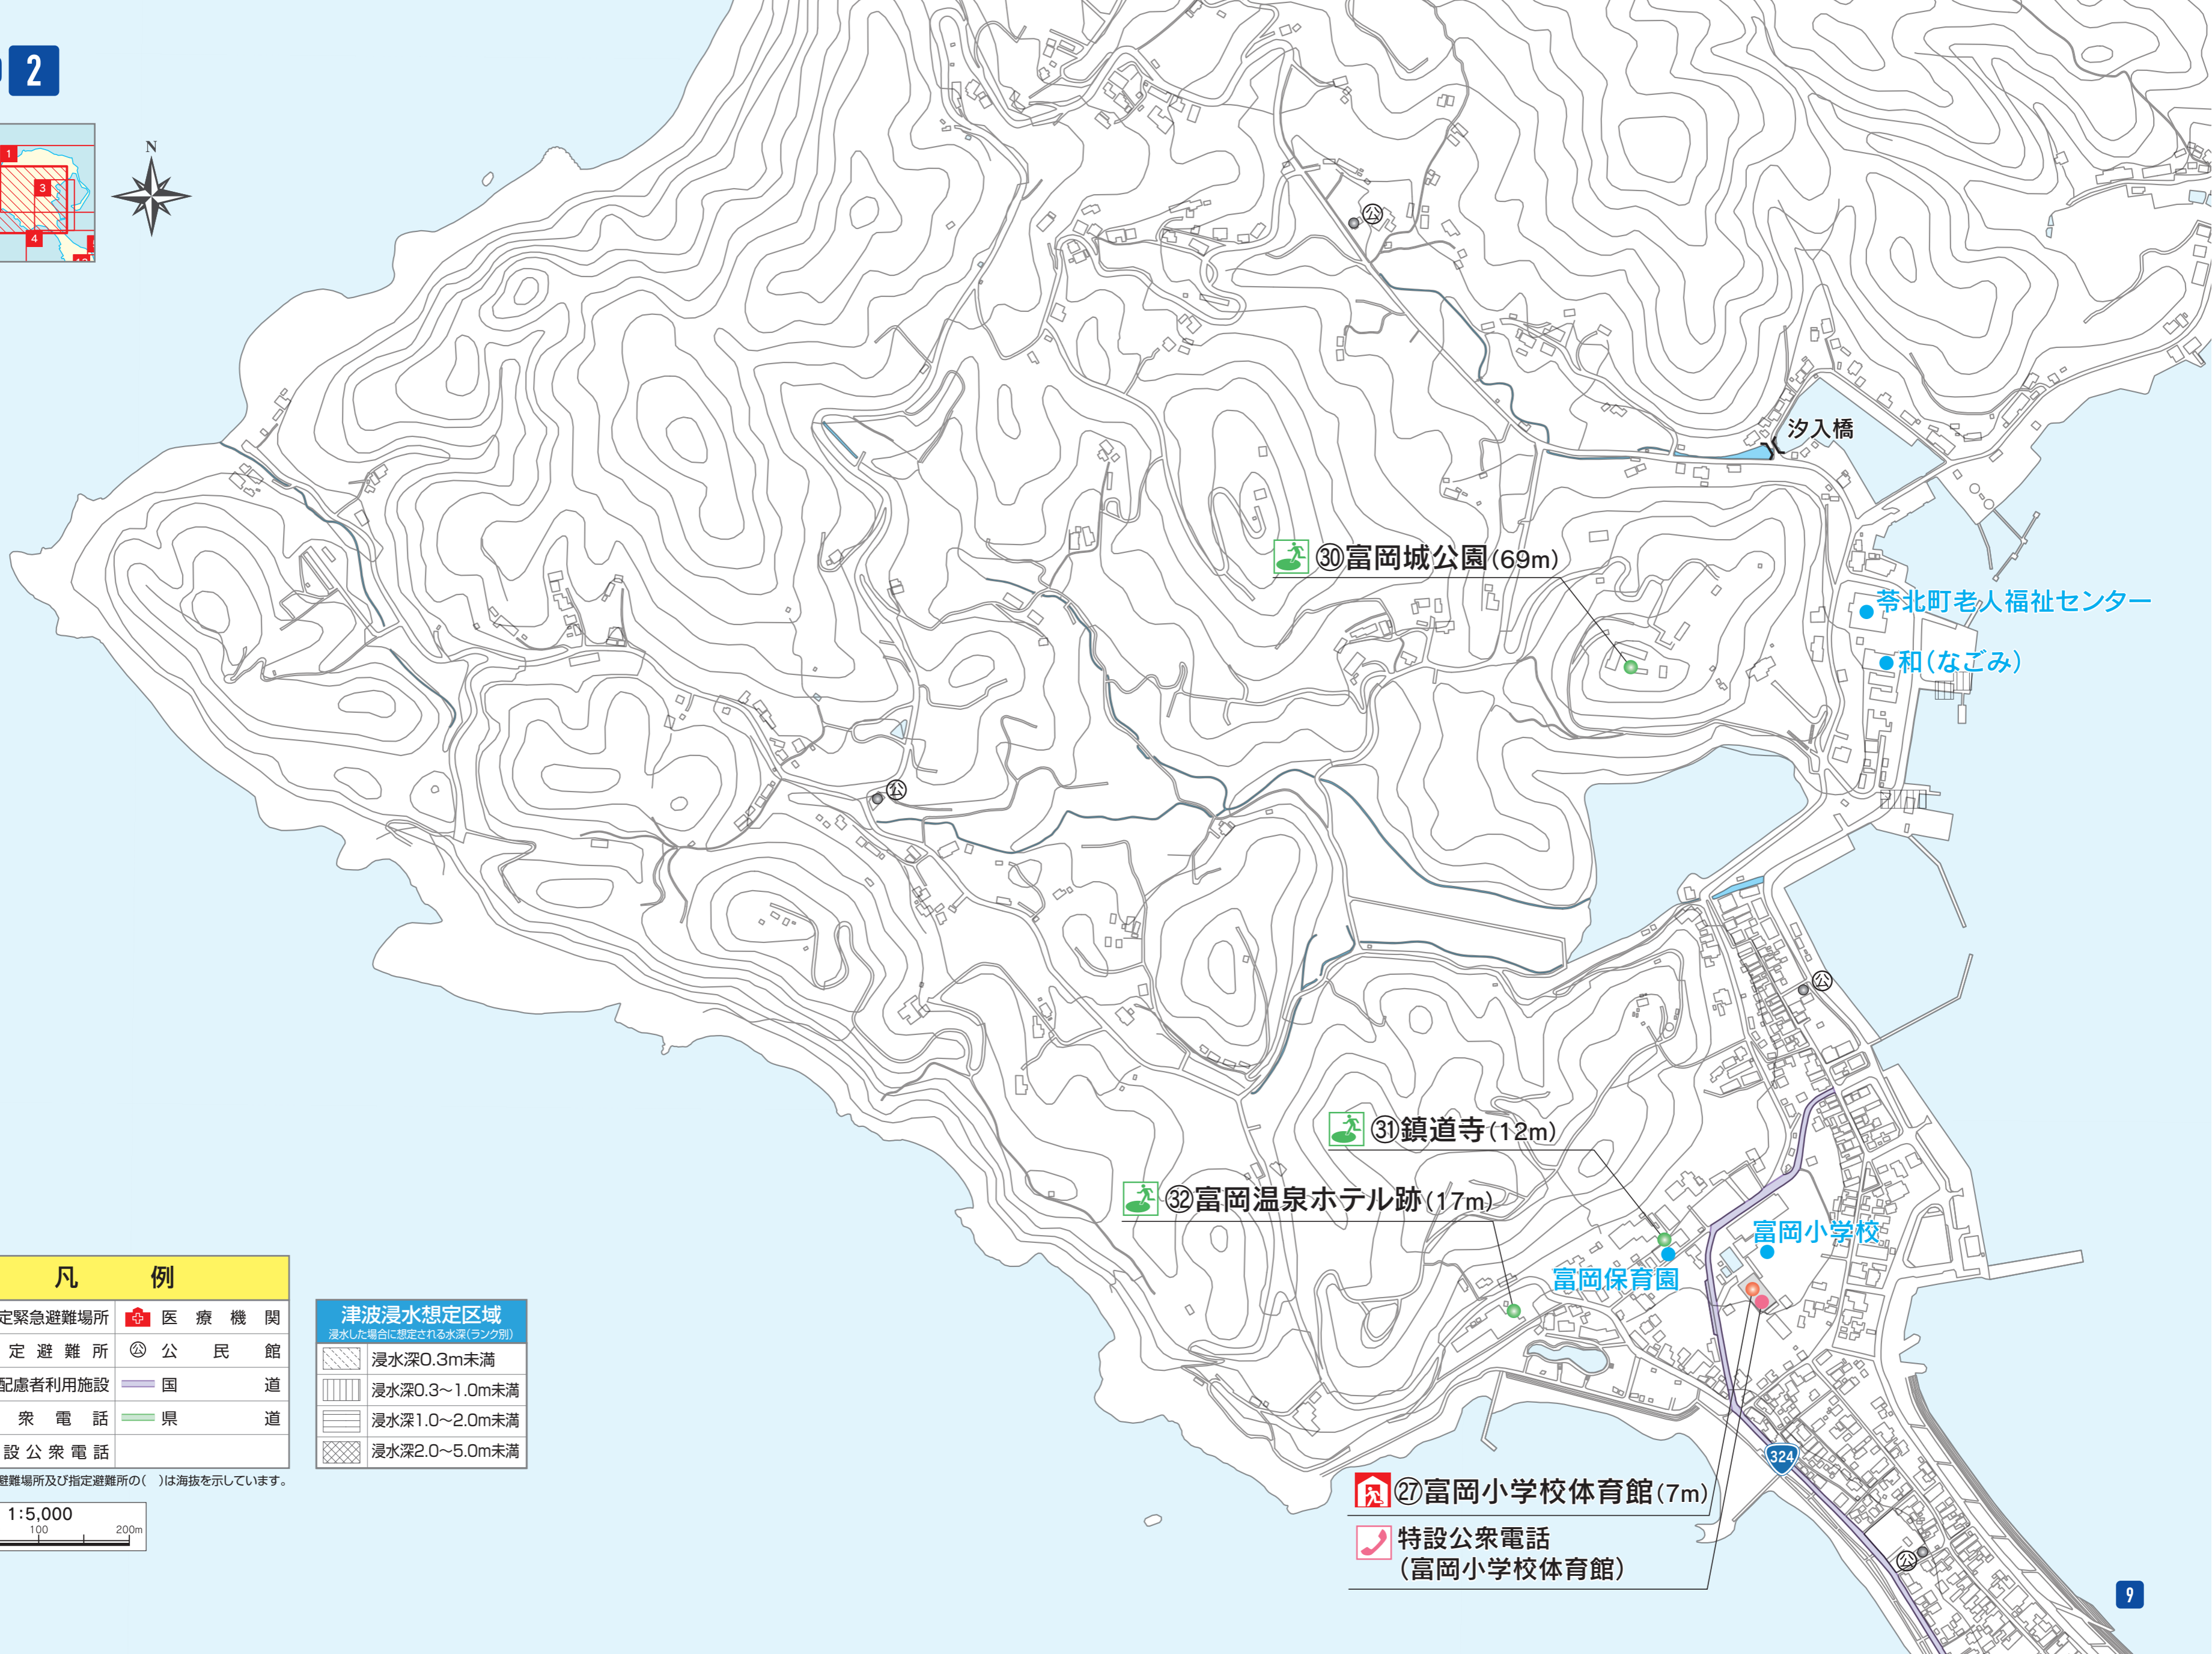 2
1
3
4
N
公
汐入橋
㉚富岡城公園(69m)
苓北町老人福祉センター
和(なごみ)
公
公
㉛鎮道寺(12m)
㉜富岡温泉ホテル跡(17m)
富岡小学校
富岡保育園
324
㉗富岡小学校体育館(7m)
特設公衆電話
(富岡小学校体育館)
公
凡例
定緊急避難場所 医療機関
定避難所 公 公民館
配慮者利用施設 国道
衆電話 県道
設公衆電話
避難場所及び指定避難所の( )は海抜を示しています。
1:5,000
100 200m
津波浸水想定区域
浸水した場合に想定される水深(ランク別)
浸水深0.3m未満
浸水深0.3～1.0m未満
浸水深1.0～2.0m未満
浸水深2.0～5.0m未満
9